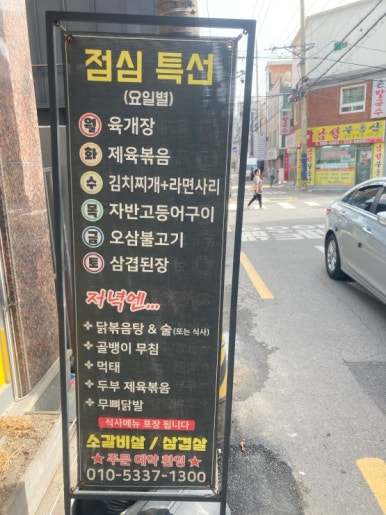 점심 특선
(요일별)
월 육개장
화 제육볶음
수 김치찌개+라면사리
목 자반고등어구이
금 오삼불고기
토 삼겹된장
저녁엔...
+ 닭볶음탕 & 술(또는 식사)
+ 골뱅이 무침
+ 먹태
+ 두부 제육볶음
+ 무뼈닭발
식사메뉴 포장 됩니다
소갈비살 / 삼겹살
★ 주문 예약 환영 ★
010-5337-1300